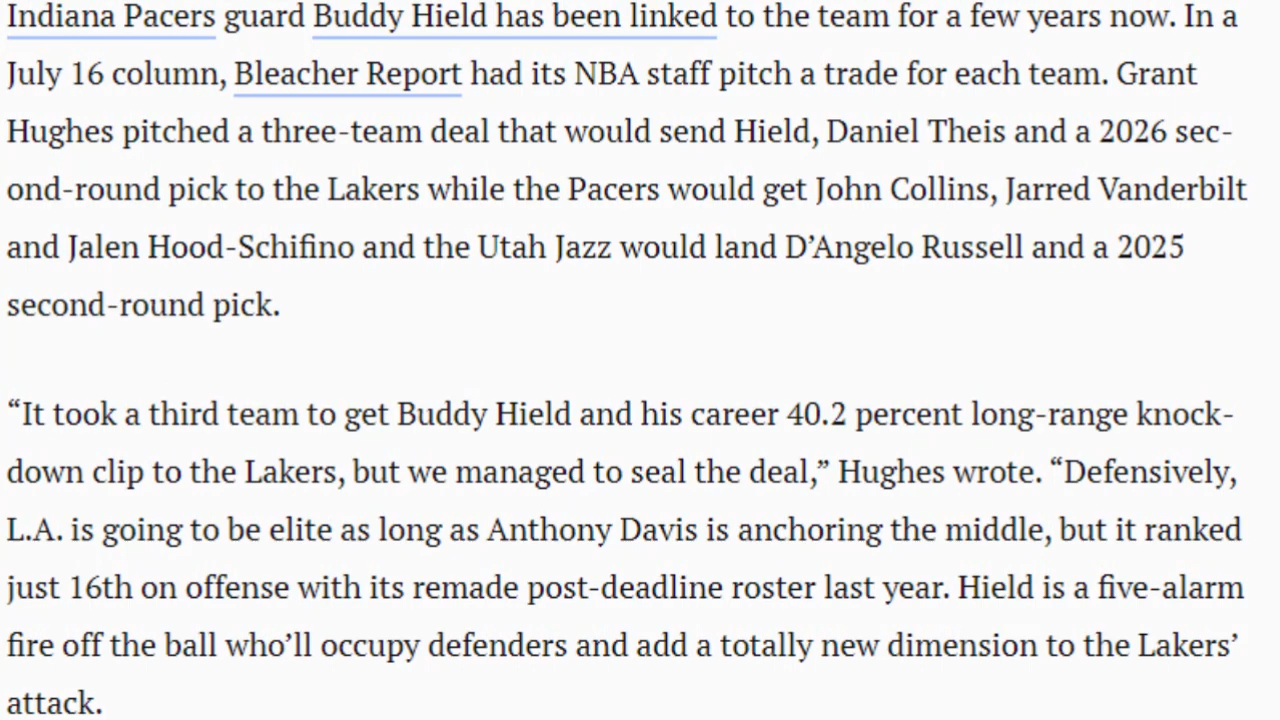 Indiana Pacers guard Buddy Hield has been linked to the team for a few years now. In a
July 16 column, Bleacher Report had its NBA staff pitch a trade for each team. Grant
Hughes pitched a three-team deal that would send Hield, Daniel Theis and a 2026 sec-
ond-round pick to the Lakers while the Pacers would get John Collins, Jarred Vanderbilt
and Jalen Hood-Schifino and the Utah Jazz would land D’Angelo Russell and a 2025
second-round pick.
“It took a third team to get Buddy Hield and his career 40.2 percent long-range knock-
down clip to the Lakers, but we managed to seal the deal,” Hughes wrote. “Defensively,
L.A. is going to be elite as long as Anthony Davis is anchoring the middle, but it ranked
just 16th on offense with its remade post-deadline roster last year. Hield is a five-alarm
fire off the ball who’ll occupy defenders and add a totally new dimension to the Lakers’
attack.